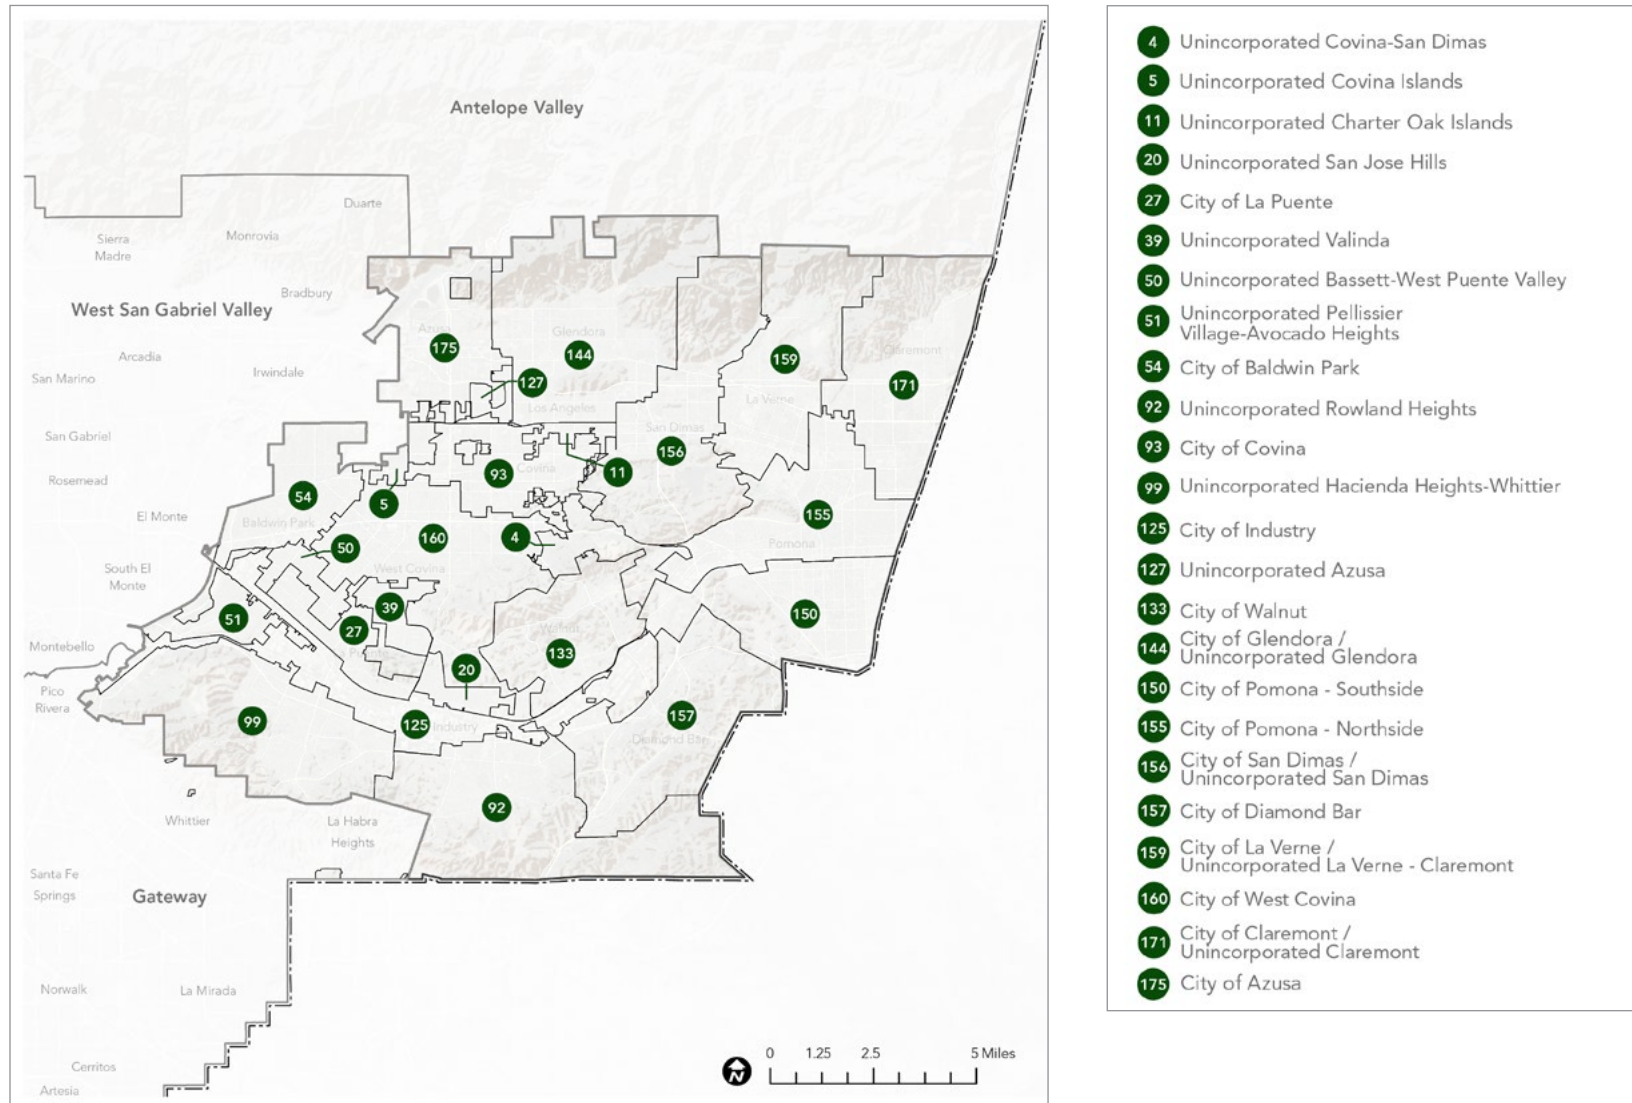 Antelope Valley
Duarte
Sierra
Madre
Monrovia
Bradbury
West San Gabriel Valley
Azusa
Glendora
175
144
159
Claremont
Arcadia
San Marino
Irwindale
127
171
Los Angeles
La Verne
San Gabriel
San Dimas
156
Rosemead
93
Covina
11
54
5
El Monte
Baldwin Park
155
50
160
4
Pomona
South El
Monte
West Covina
39
51
27
150
Montebello
Walnut
133
20
Pico
Rivera
99
125
Industry
157
Diamond Bar
92
Whittier
La Habra
Heights
Santa Fe
Springs
Gateway
Norwalk
La Mirada
Cerritos
Artesia
N
0 1.25 2.5 5 Miles
4 Unincorporated Covina-San Dimas
5 Unincorporated Covina Islands
11 Unincorporated Charter Oak Islands
20 Unincorporated San Jose Hills
27 City of La Puente
39 Unincorporated Valinda
50 Unincorporated Bassett-West Puente Valley
51 Unincorporated Pellissier
Village-Avocado Heights
54 City of Baldwin Park
92 Unincorporated Rowland Heights
93 City of Covina
99 Unincorporated Hacienda Heights-Whittier
125 City of Industry
127 Unincorporated Azusa
133 City of Walnut
144 City of Glendora /
Unincorporated Glendora
150 City of Pomona - Southside
155 City of Pomona - Northside
156 City of San Dimas /
Unincorporated San Dimas
157 City of Diamond Bar
159 City of La Verne /
Unincorporated La Verne - Claremont
160 City of West Covina
171 City of Claremont /
Unincorporated Claremont
175 City of Azusa